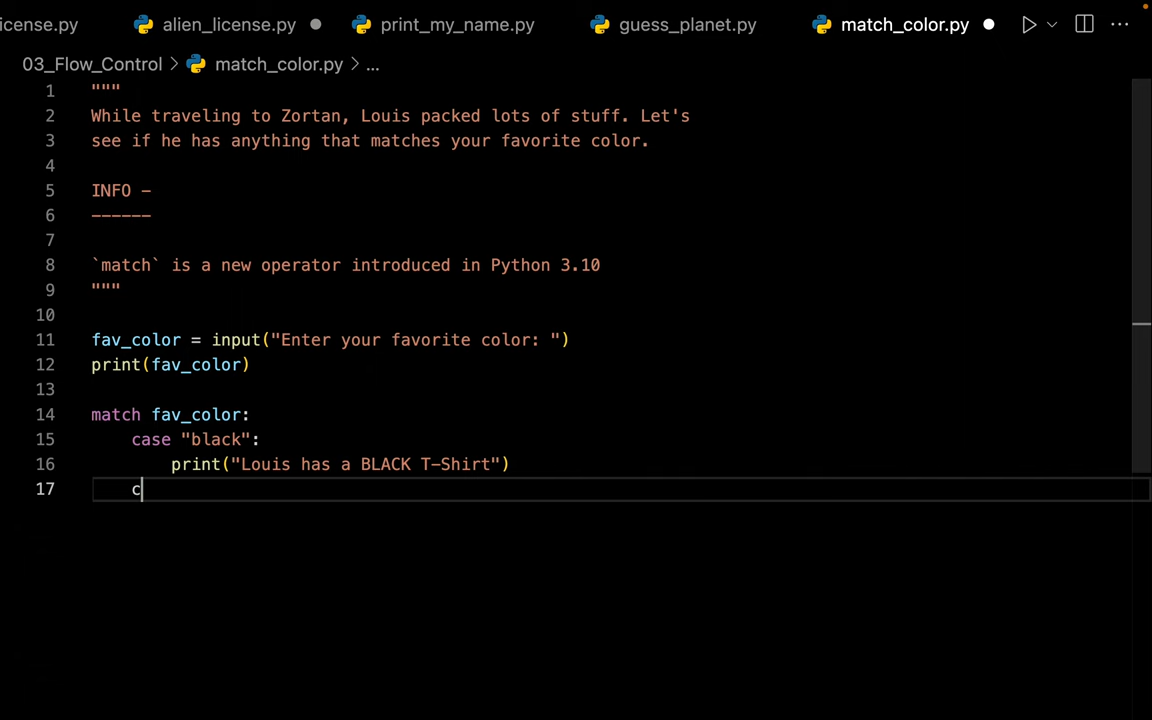 icense.py alien_license.py print_my_name.py guess_planet.py match_color.py ...
03_Flow_Control > match_color.py > ...
1 """
2 While traveling to Zortan, Louis packed lots of stuff. Let's
3 see if he has anything that matches your favorite color.
4
5 INFO -
6 ------
7
8 `match` is a new operator introduced in Python 3.10
9 """
10
11 fav_color = input("Enter your favorite color: ")
12 print(fav_color)
13
14 match fav_color:
15 case "black":
16 print("Louis has a BLACK T-Shirt")
17 c